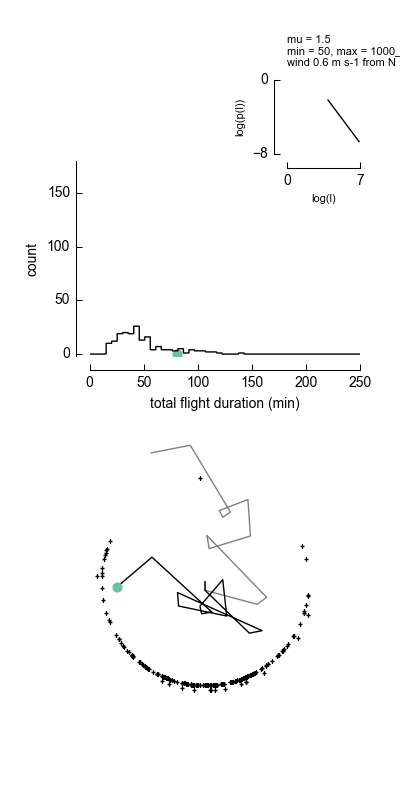 mu = 1.5
min = 50, max = 1000_
wind 0.6 m s-1 from N
0
log(p(l))
−8
0 7
log(l)
150
100
count
50
0
0 50 100 150 200 250
total flight duration (min)